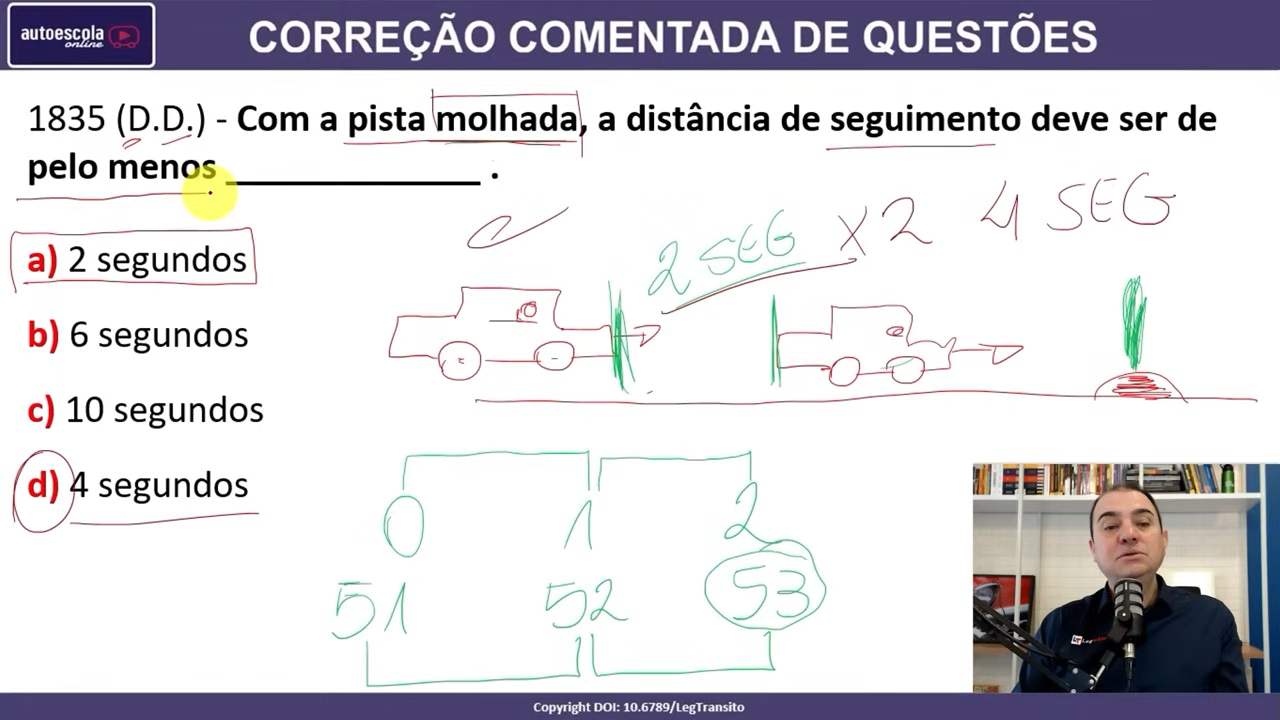 autoescola
online
CORREÇÃO COMENTADA DE QUESTÕES
1835 (D.D.) - Com a pista molhada, a distância de seguimento deve ser de
pelo menos ______________ .
2 SEG X2 4 SEG
a) 2 segundos
b) 6 segundos
c) 10 segundos
d) 4 segundos
0 1 2
51 52 53
Copyright DOI: 10.6789/LegTransito